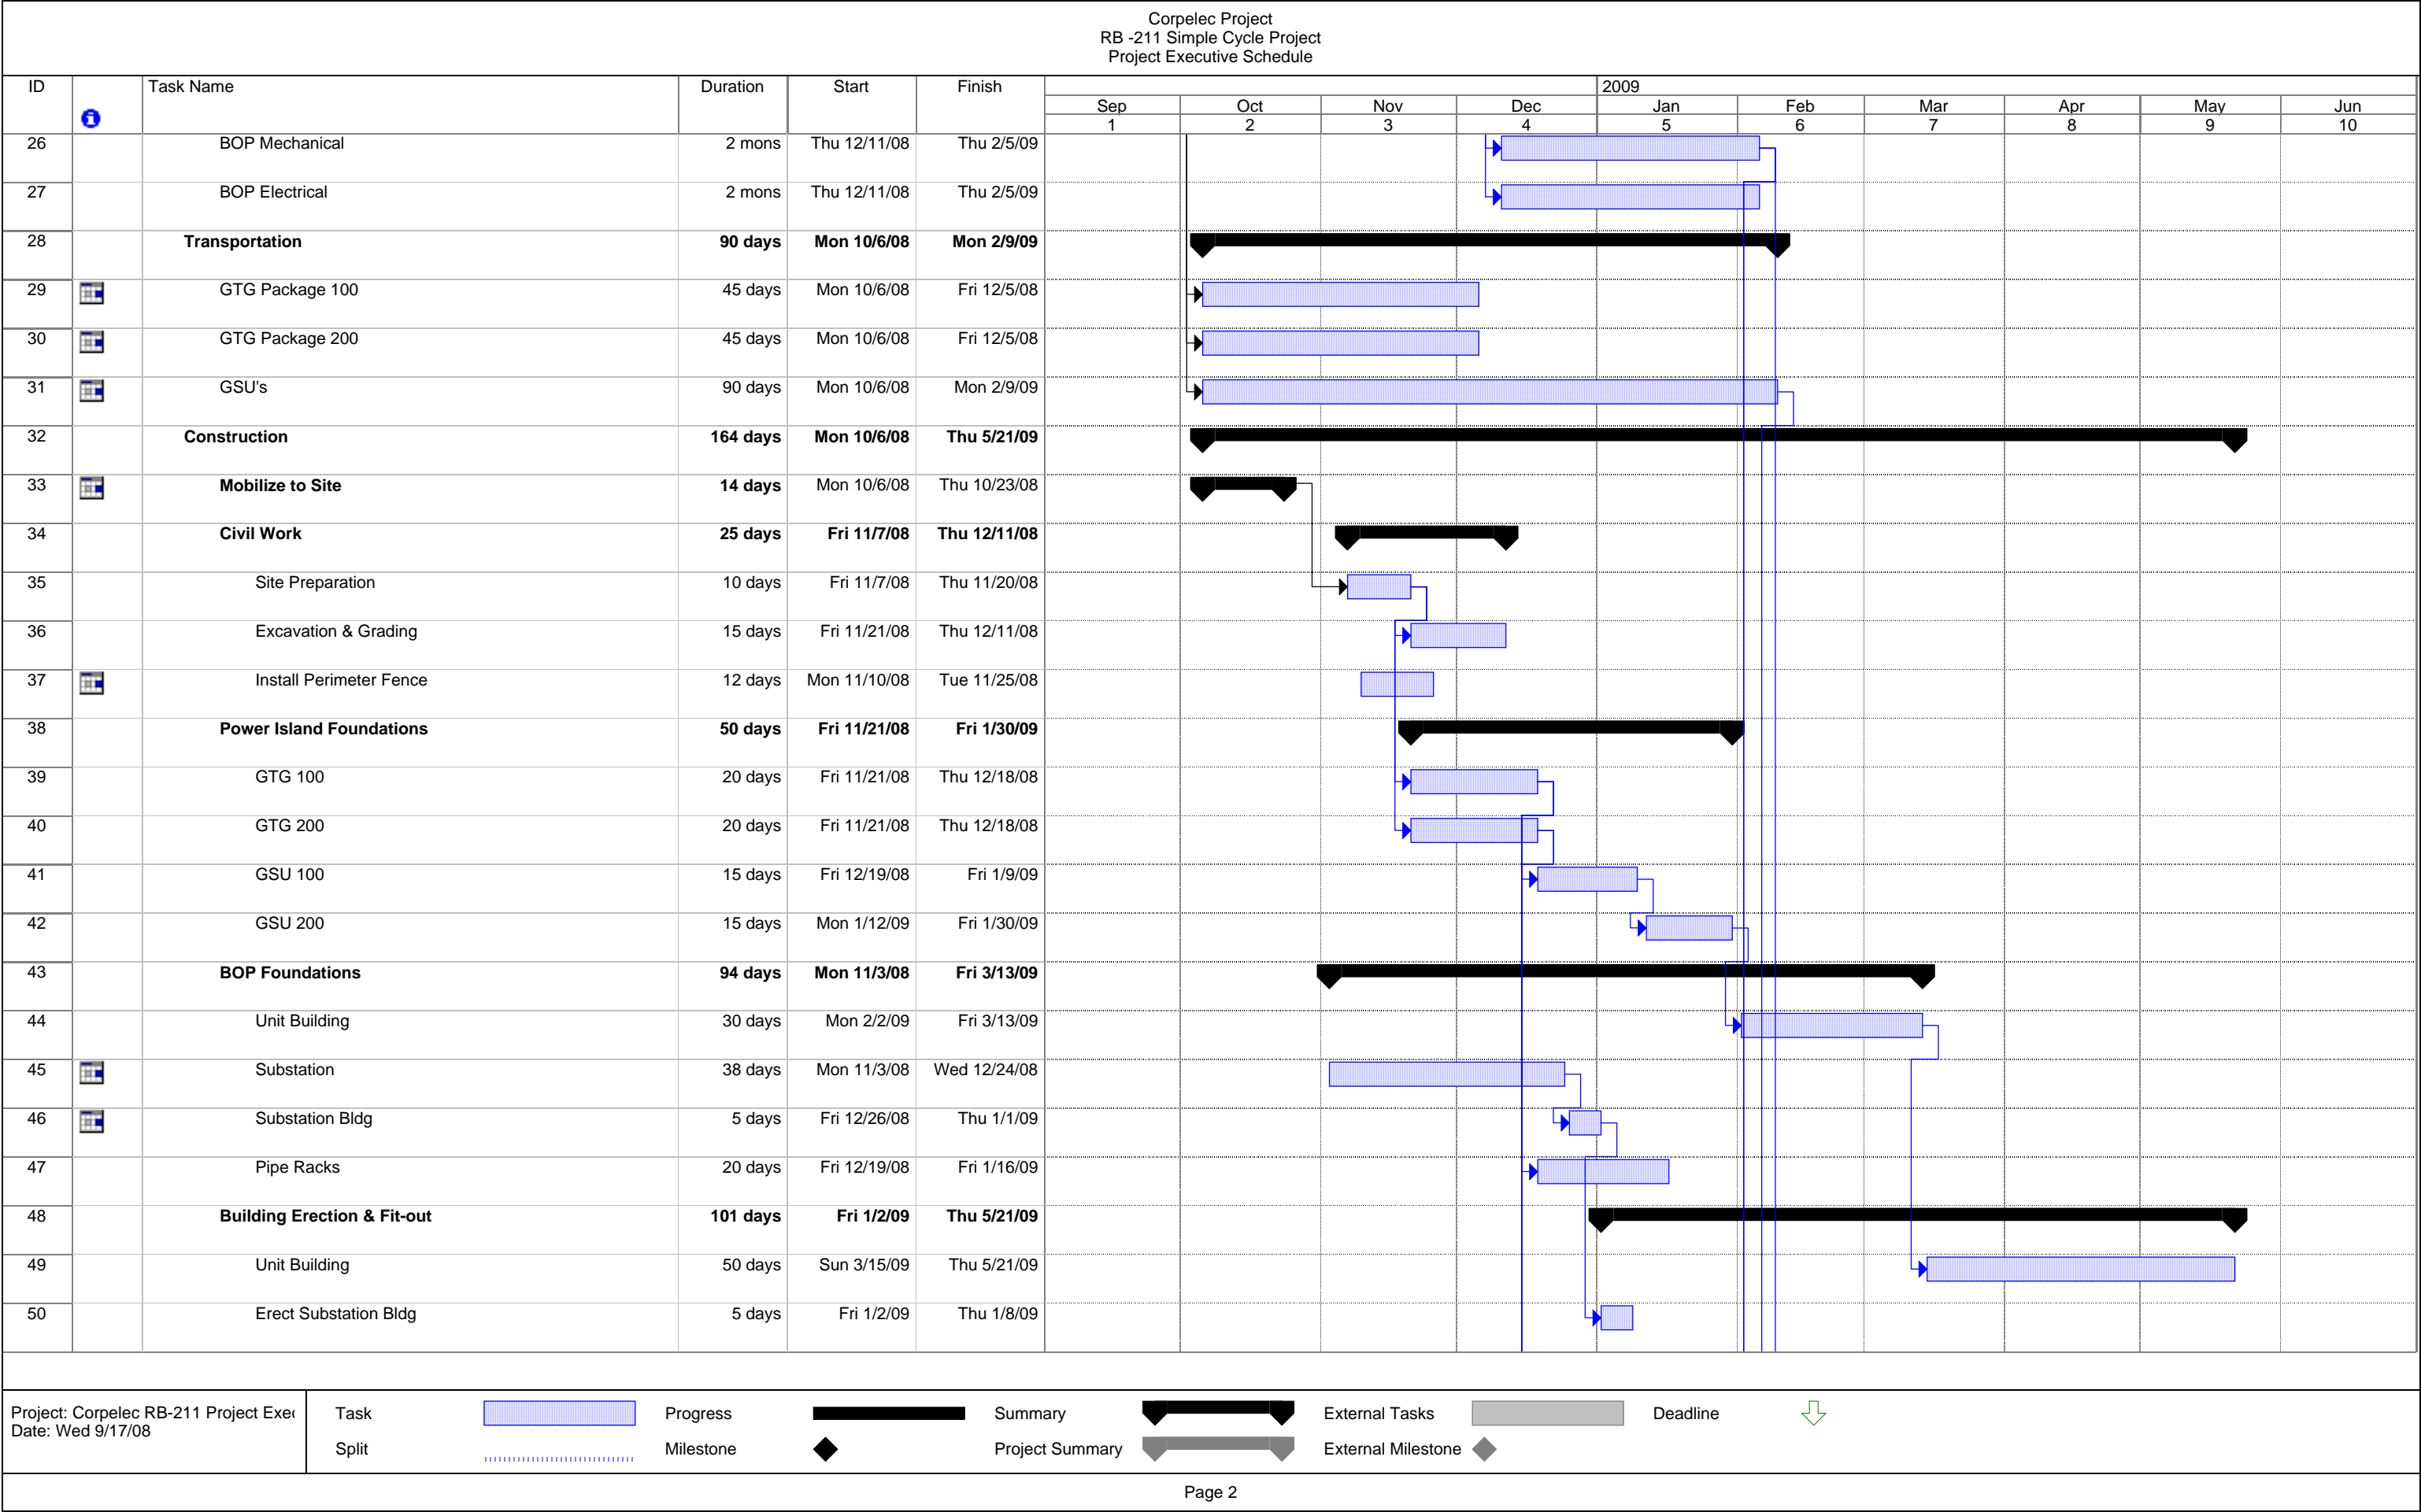 Corpelec Project
RB -211 Simple Cycle Project
Project Executive Schedule
ID Task Name Duration Start Finish
2009
Sep Oct Nov Dec Jan Feb Mar Apr May Jun
1 2 3 4 5 6 7 8 9 10
26 BOP Mechanical 2 mons Thu 12/11/08 Thu 2/5/09
27 BOP Electrical 2 mons Thu 12/11/08 Thu 2/5/09
28 Transportation 90 days Mon 10/6/08 Mon 2/9/09
29 GTG Package 100 45 days Mon 10/6/08 Fri 12/5/08
30 GTG Package 200 45 days Mon 10/6/08 Fri 12/5/08
31 GSU's 90 days Mon 10/6/08 Mon 2/9/09
32 Construction 164 days Mon 10/6/08 Thu 5/21/09
33 Mobilize to Site 14 days Mon 10/6/08 Thu 10/23/08
34 Civil Work 25 days Fri 11/7/08 Thu 12/11/08
35 Site Preparation 10 days Fri 11/7/08 Thu 11/20/08
36 Excavation & Grading 15 days Fri 11/21/08 Thu 12/11/08
37 Install Perimeter Fence 12 days Mon 11/10/08 Tue 11/25/08
38 Power Island Foundations 50 days Fri 11/21/08 Fri 1/30/09
39 GTG 100 20 days Fri 11/21/08 Thu 12/18/08
40 GTG 200 20 days Fri 11/21/08 Thu 12/18/08
41 GSU 100 15 days Fri 12/19/08 Fri 1/9/09
42 GSU 200 15 days Mon 1/12/09 Fri 1/30/09
43 BOP Foundations 94 days Mon 11/3/08 Fri 3/13/09
44 Unit Building 30 days Mon 2/2/09 Fri 3/13/09
45 Substation 38 days Mon 11/3/08 Wed 12/24/08
46 Substation Bldg 5 days Fri 12/26/08 Thu 1/1/09
47 Pipe Racks 20 days Fri 12/19/08 Fri 1/16/09
48 Building Erection & Fit-out 101 days Fri 1/2/09 Thu 5/21/09
49 Unit Building 50 days Sun 3/15/09 Thu 5/21/09
50 Erect Substation Bldg 5 days Fri 1/2/09 Thu 1/8/09
Project: Corpelec RB-211 Project Exec
Date: Wed 9/17/08
Task Progress Summary External Tasks Deadline
Split Milestone Project Summary External Milestone
Page 2